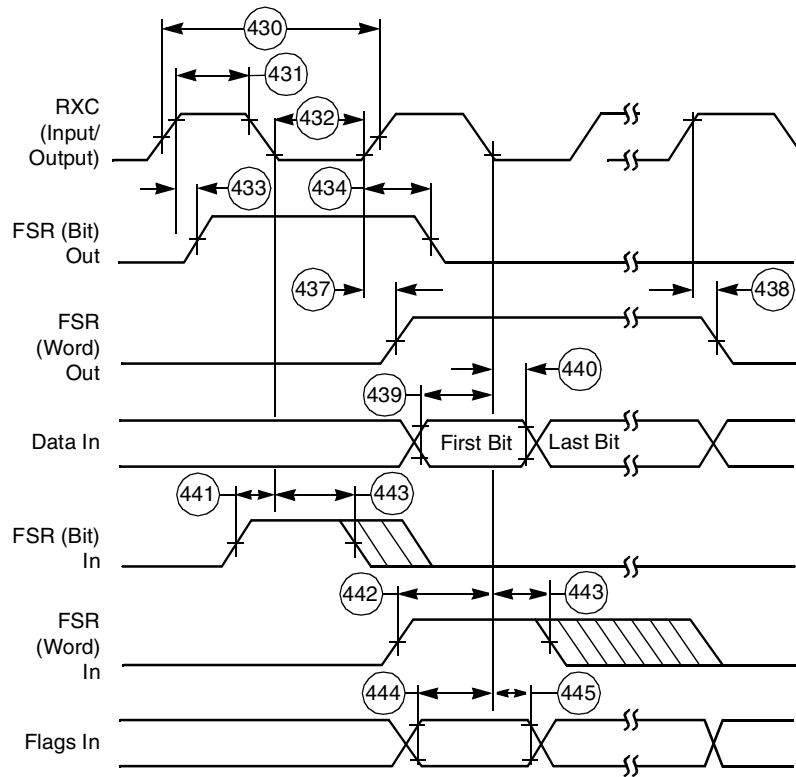 430
431
RXC
(Input/
Output)
432
433
434
FSR (Bit)
Out
437
438
FSR
(Word)
Out
440
439
Data In
First Bit
Last Bit
441
443
FSR (Bit)
In
442
443
FSR
(Word)
In
444
445
Flags In